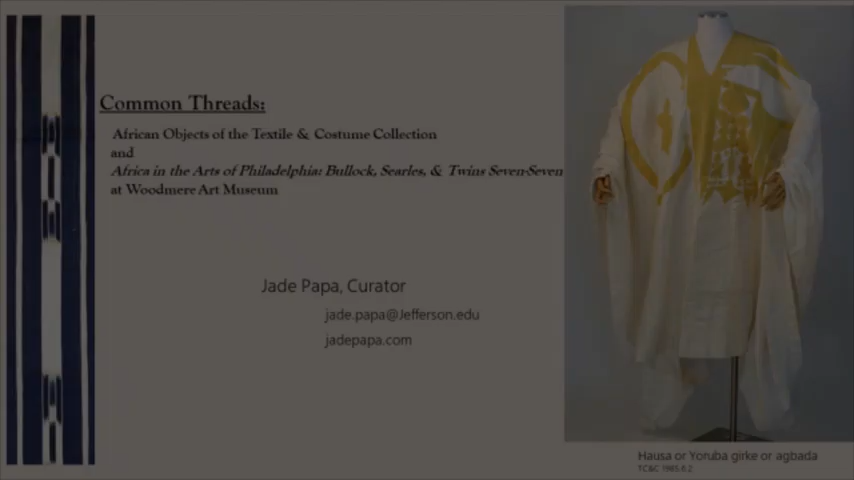 Common Threads:
African Objects of the Textile & Costume Collection
and
Africa in the Arts of Philadelphia: Bullock, Searles, & Twins Seven-Seven
at Woodmere Art Museum
Jade Papa, Curator
jade.papa@Jefferson.edu
jadepapa.com
Hausa or Yoruba girke or agbada
TC&C 1985.6.2